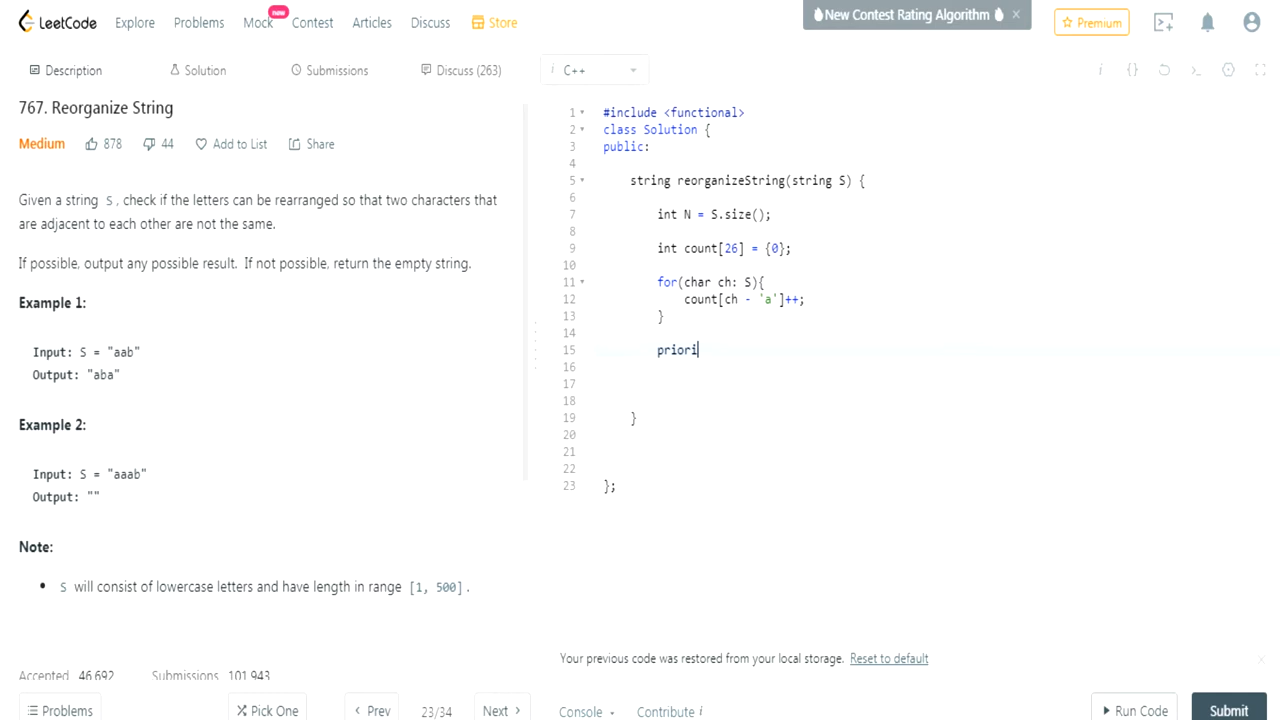 LeetCode Explore Problems Mock new Contest Articles Discuss Store
New Contest Rating Algorithm × Premium
Description Solution Submissions Discuss (263) i C++
767. Reorganize String
Medium 878 44 Add to List Share
Given a string S, check if the letters can be rearranged so that two characters that
are adjacent to each other are not the same.
If possible, output any possible result. If not possible, return the empty string.
Example 1:
Input: S = "aab"
Output: "aba"
Example 2:
Input: S = "aaab"
Output: ""
Note:
• S will consist of lowercase letters and have length in range [1, 500].
Accepted 46,692 Submissions 101,943
Problems Pick One Prev 23/34 Next
i {}
1 #include <functional>
2 class Solution {
3 public:
4
5 string reorganizeString(string S) {
6
7 int N = S.size();
8
9 int count[26] = {0};
10
11 for(char ch: S){
12 count[ch - 'a']++;
13 }
14
15 priori
16
17
18
19 }
20
21
22
23 };
Your previous code was restored from your local storage. Reset to default
Console Contribute i Run Code Submit